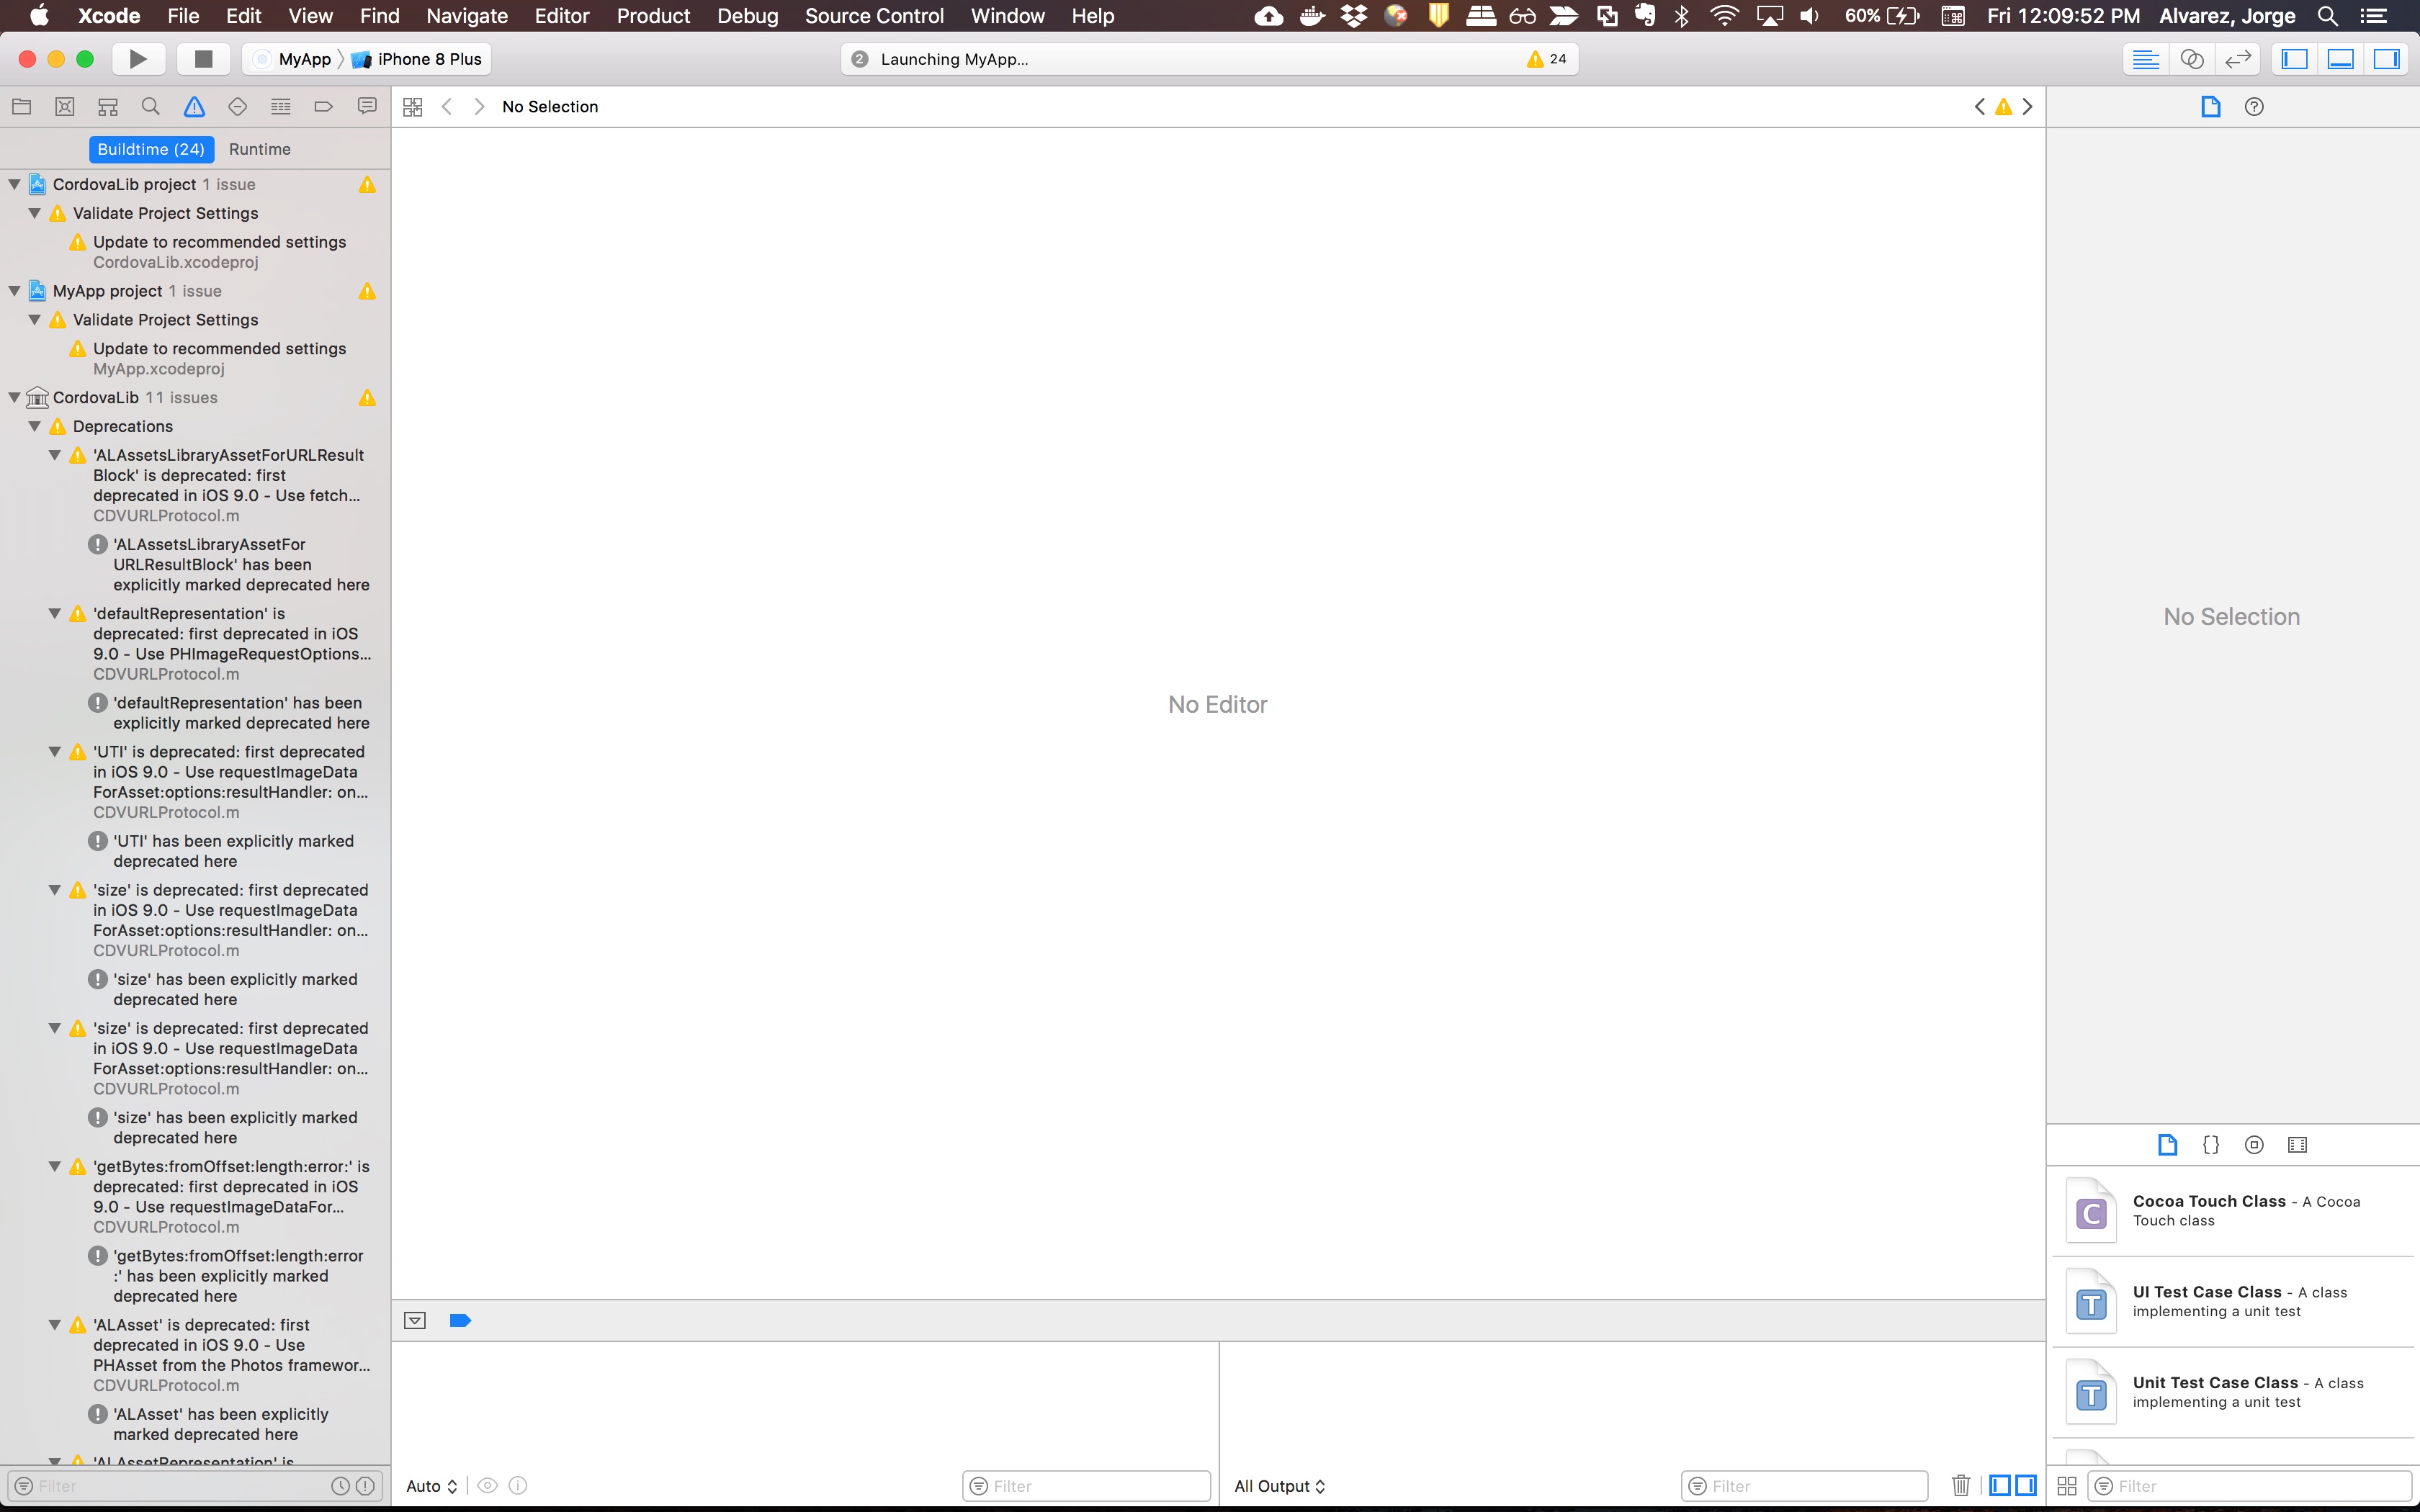 Xcode File Edit View Find Navigate Editor Product Debug Source Control Window Help 60% Fri 12:09:52 PM Alvarez, Jorge
MyApp iPhone 8 Plus 2 Launching MyApp... 24
No Selection
Buildtime (24) Runtime
CordovaLib project 1 issue
Validate Project Settings
Update to recommended settings
CordovaLib.xcodeproj
MyApp project 1 issue
Validate Project Settings
Update to recommended settings
MyApp.xcodeproj
CordovaLib 11 issues
Deprecations
'ALAssetsLibraryAssetForURLResult
Block' is deprecated: first
deprecated in iOS 9.0 - Use fetch...
CDVURLProtocol.m
'ALAssetsLibraryAssetFor
URLResultBlock' has been
explicitly marked deprecated here
'defaultRepresentation' is
deprecated: first deprecated in iOS
9.0 - Use PHImageRequestOptions...
CDVURLProtocol.m
'defaultRepresentation' has been
explicitly marked deprecated here
'UTI' is deprecated: first deprecated
in iOS 9.0 - Use requestImageData
ForAsset:options:resultHandler: on...
CDVURLProtocol.m
'UTI' has been explicitly marked
deprecated here
'size' is deprecated: first deprecated
in iOS 9.0 - Use requestImageData
ForAsset:options:resultHandler: on...
CDVURLProtocol.m
'size' has been explicitly marked
deprecated here
'size' is deprecated: first deprecated
in iOS 9.0 - Use requestImageData
ForAsset:options:resultHandler: on...
CDVURLProtocol.m
'size' has been explicitly marked
deprecated here
'getBytes:fromOffset:length:error:' is
deprecated: first deprecated in iOS
9.0 - Use requestImageDataFor...
CDVURLProtocol.m
'getBytes:fromOffset:length:error
:' has been explicitly marked
deprecated here
'ALAsset' is deprecated: first
deprecated in iOS 9.0 - Use
PHAsset from the Photos framewor...
CDVURLProtocol.m
'ALAsset' has been explicitly
marked deprecated here
'ALAssetRepresentation' is
Filter
No Editor
Auto Filter
All Output Filter
No Selection
C Cocoa Touch Class - A Cocoa
Touch class
T UI Test Case Class - A class
implementing a unit test
T Unit Test Case Class - A class
implementing a unit test
Filter